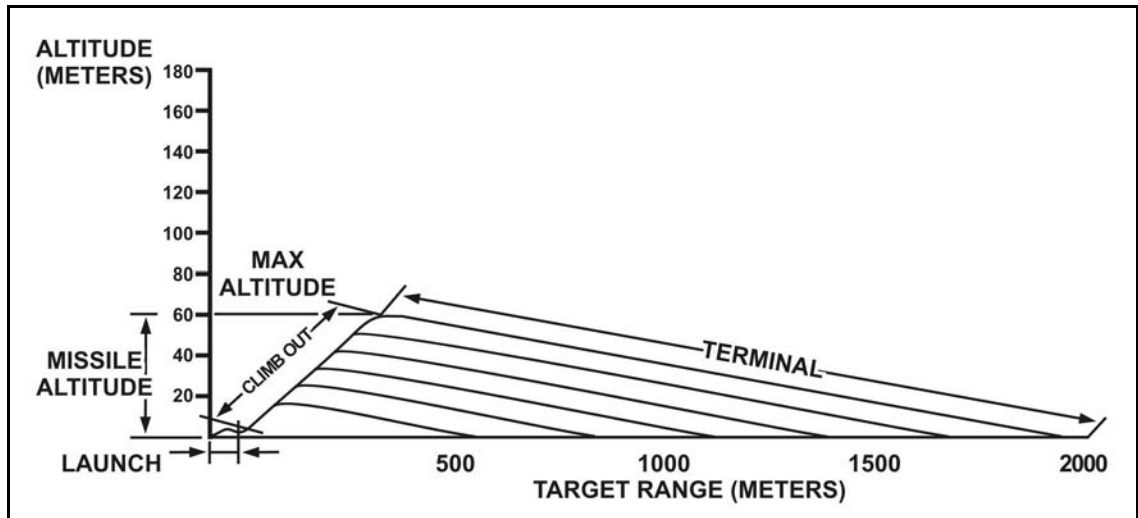 ALTITUDE
(METERS)
180
160
140
120
100
80
60
40
20
MAX
ALTITUDE
CLIMB OUT
TERMINAL
MISSILE
ALTITUDE
LAUNCH
500
1000
1500
2000
TARGET RANGE (METERS)